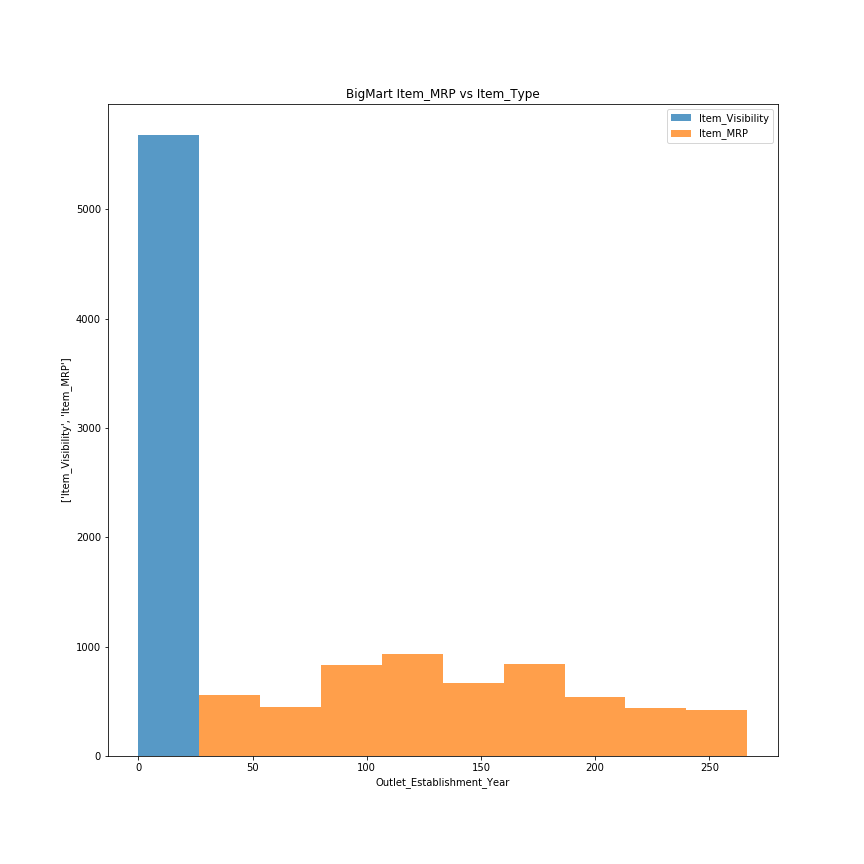 BigMart Item_MRP vs Item_Type
Item_Visibility
Item_MRP
5000
4000
3000
2000
1000
0
['Item_Visibility', 'Item_MRP']
0 50 100 150 200 250
Outlet_Establishment_Year